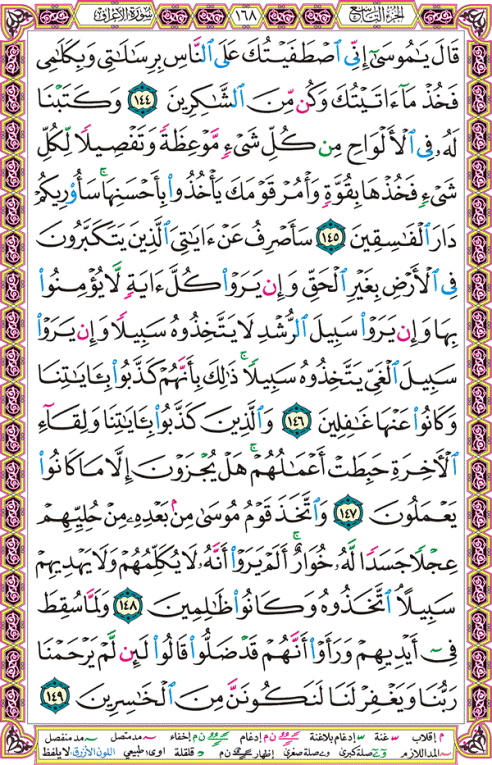 الجزء التاسع ١٦٨ سورة الأعراف
قَالَ يَٰمُوسَىٰٓ إِنِّي ٱصْطَفَيْتُكَ عَلَى ٱلنَّاسِ بِرِسَٰلَٰتِي وَبِكَلَٰمِي
فَخُذْ مَآ ءَاتَيْتُكَ وَكُن مِّنَ ٱلشَّٰكِرِينَ ١٤٤ وَكَتَبْنَا
لَهُۥ فِي ٱلْأَلْوَاحِ مِن كُلِّ شَيْءٍ مَّوْعِظَةً وَتَفْصِيلًا لِّكُلِّ
شَيْءٍ فَخُذْهَا بِقُوَّةٍ وَأْمُرْ قَوْمَكَ يَأْخُذُوا۟ بِأَحْسَنِهَا ۚ سَأُو۟رِيكُمْ
دَارَ ٱلْفَٰسِقِينَ ١٤٥ سَأَصْرِفُ عَنْ ءَايَٰتِيَ ٱلَّذِينَ يَتَكَبَّرُونَ
فِي ٱلْأَرْضِ بِغَيْرِ ٱلْحَقِّ وَإِن يَرَوْا۟ كُلَّ ءَايَةٍ لَّا يُؤْمِنُوا۟
بِهَا وَإِن يَرَوْا۟ سَبِيلَ ٱلرُّشْدِ لَا يَتَّخِذُوهُ سَبِيلًا وَإِن يَرَوْا۟
سَبِيلَ ٱلْغَيِّ يَتَّخِذُوهُ سَبِيلًا ۚ ذَٰلِكَ بِأَنَّهُمْ كَذَّبُوا۟ بِـَٔايَٰتِنَا
وَكَانُوا۟ عَنْهَا غَٰفِلِينَ ١٤٦ وَٱلَّذِينَ كَذَّبُوا۟ بِـَٔايَٰتِنَا وَلِقَآءِ
ٱلْأٓخِرَةِ حَبِطَتْ أَعْمَٰلُهُمْ ۚ هَلْ يُجْزَوْنَ إِلَّا مَا كَانُوا۟
يَعْمَلُونَ ١٤٧ وَٱتَّخَذَ قَوْمُ مُوسَىٰ مِنۢ بَعْدِهِۦ مِنْ حُلِيِّهِمْ
عِجْلًا جَسَدًا لَّهُۥ خُوَارٌ ۚ أَلَمْ يَرَوْا۟ أَنَّهُۥ لَا يُكَلِّمُهُمْ وَلَا يَهْدِيهِمْ
سَبِيلًا ۘ ٱتَّخَذُوهُ وَكَانُوا۟ ظَٰلِمِينَ ١٤٨ وَلَمَّا سُقِطَ
فِيٓ أَيْدِيهِمْ وَرَأَوْا۟ أَنَّهُمْ قَدْ ضَلُّوا۟ قَالُوا۟ لَئِن لَّمْ يَرْحَمْنَا
رَبُّنَا وَيَغْفِرْ لَنَا لَنَكُونَنَّ مِنَ ٱلْخَٰسِرِينَ ١٤٩
م إقلاب غنة إدغام بلاغنة ن م إدغام ن م إخفاء مد متصل مد منفصل
المد اللازم صلة كبرى صلة صغرى إظهار ن م قلقلة اوى: طبيعي اللون الأزرق: لا يلفظ